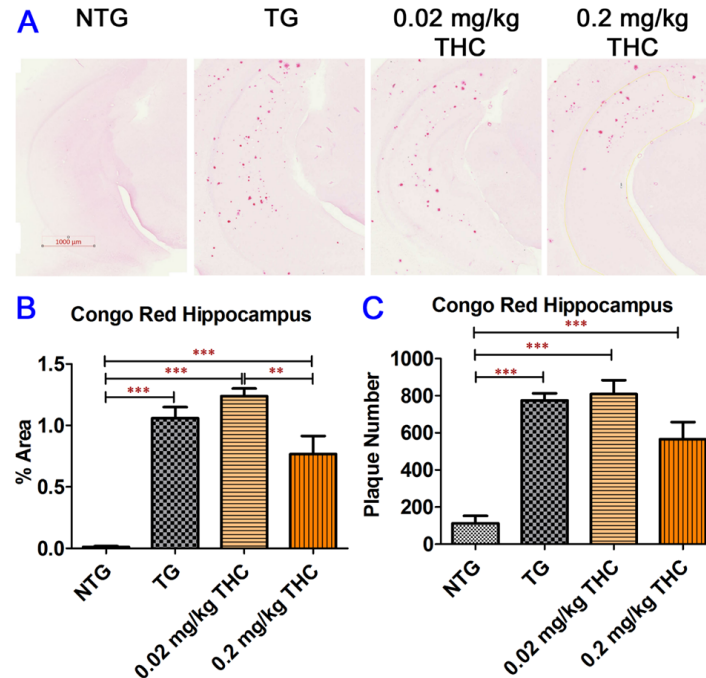 A
NTG
TG
0.02 mg/kg
THC
0.2 mg/kg
THC
1000 µm
B
Congo Red Hippocampus
***
***
**
***
% Area
1.5
1.0
0.5
0.0
NTG
TG
0.02 mg/kg THC
0.2 mg/kg THC
C
Congo Red Hippocampus
***
***
***
Plaque Number
1000
800
600
400
200
0
NTG
TG
0.02 mg/kg THC
0.2 mg/kg THC